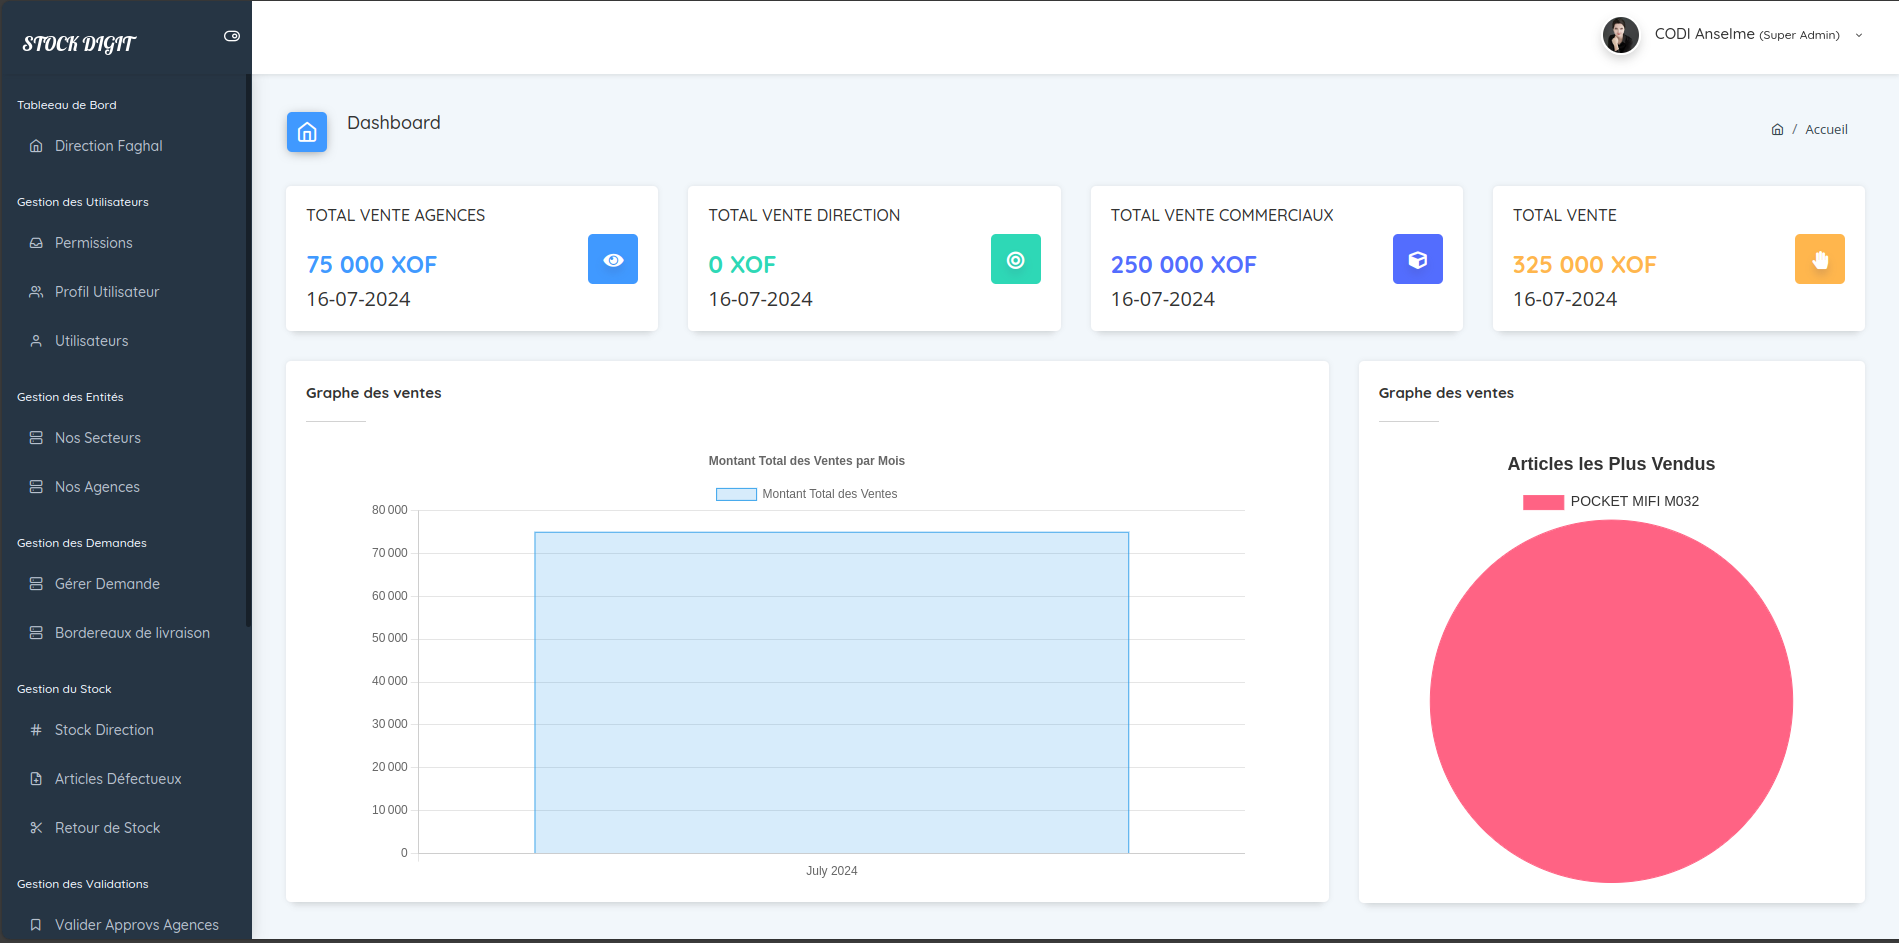 STOCK DIGIT
CODI Anselme (Super Admin)
Tableeau de Bord
Direction Faghal
Gestion des Utilisateurs
Permissions
Profil Utilisateur
Utilisateurs
Gestion des Entités
Nos Secteurs
Nos Agences
Gestion des Demandes
Gérer Demande
Bordereaux de livraison
Gestion du Stock
Stock Direction
Articles Défectueux
Retour de Stock
Gestion des Validations
Valider Approvs Agences
Dashboard
/ Accueil
TOTAL VENTE AGENCES
75 000 XOF
16-07-2024
TOTAL VENTE DIRECTION
0 XOF
16-07-2024
TOTAL VENTE COMMERCIAUX
250 000 XOF
16-07-2024
TOTAL VENTE
325 000 XOF
16-07-2024
Graphe des ventes
Montant Total des Ventes par Mois
Montant Total des Ventes
80 000
70 000
60 000
50 000
40 000
30 000
20 000
10 000
0
July 2024
Graphe des ventes
Articles les Plus Vendus
POCKET MIFI M032